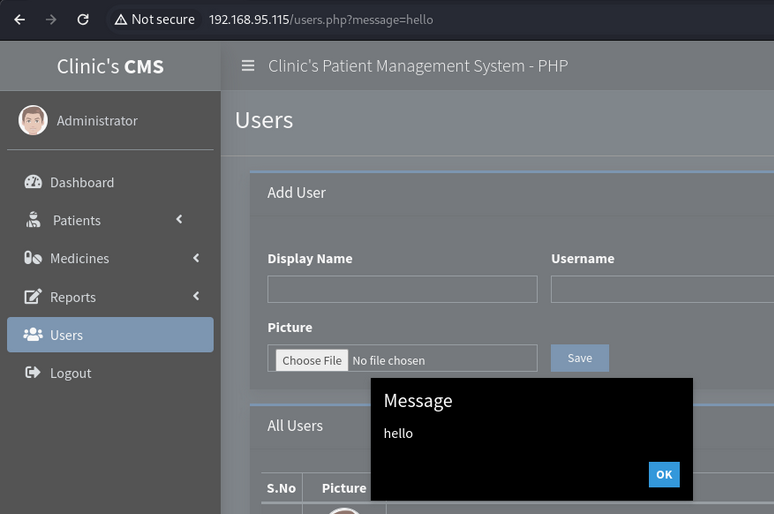 Not secure 192.168.95.115/users.php?message=hello
Clinic's CMS
Clinic's Patient Management System - PHP
Administrator
Users
Dashboard
Patients
Medicines
Reports
Users
Logout
Add User
Display Name Username
Picture
Choose File No file chosen
Save
All Users
S.No Picture
Message
hello
OK